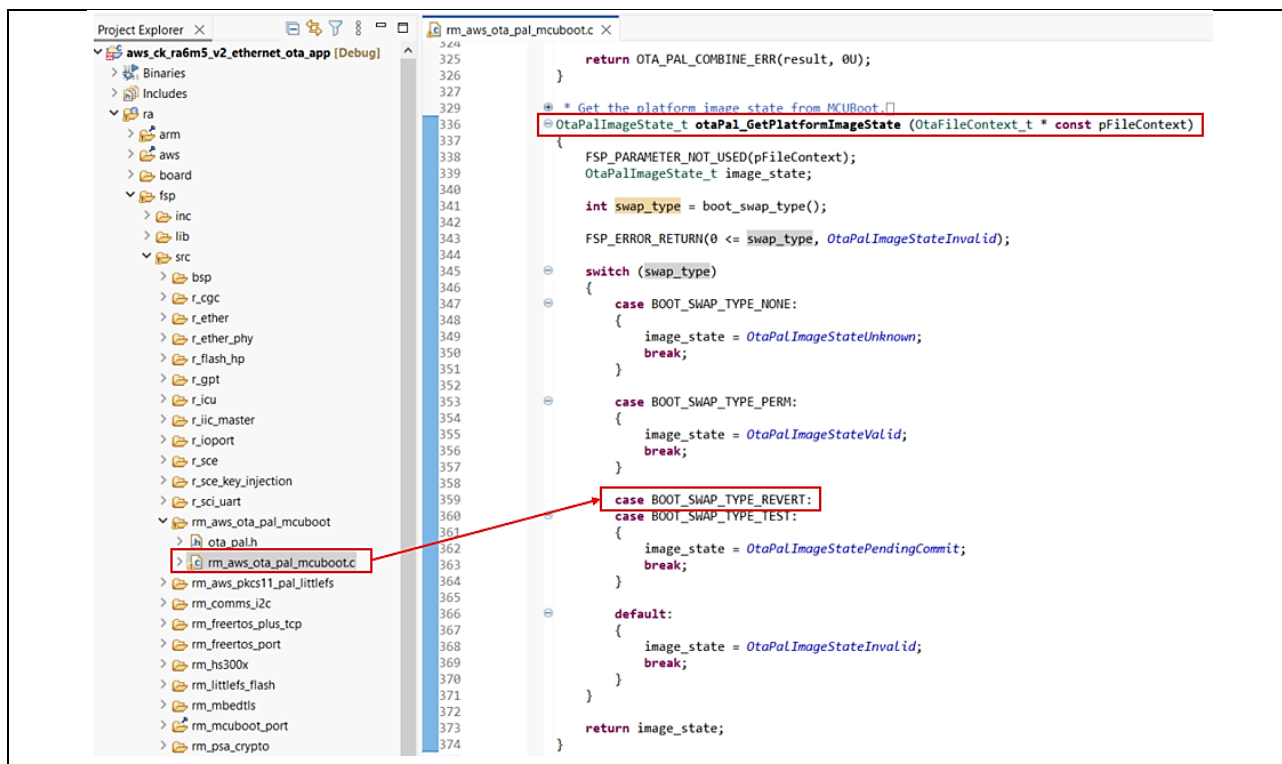 Project Explorer
aws_ck_ra6m5_v2_ethernet_ota_app [Debug]
Binaries
Includes
ra
arm
aws
board
fsp
inc
lib
src
bsp
r_cgc
r_ether
r_ether_phy
r_flash_hp
r_gpt
r_icu
r_iic_master
r_ioport
r_sce
r_sce_key_injection
r_sci_uart
rm_aws_ota_pal_mcuboot
ota_pal.h
rm_aws_ota_pal_mcuboot.c
rm_aws_pkcs11_pal_littlefs
rm_comms_i2c
rm_freertos_plus_tcp
rm_freertos_port
rm_hs300x
rm_littlefs_flash
rm_mbedtls
rm_mcuboot_port
rm_psa_crypto
rm_aws_ota_pal_mcuboot.c
324
325 return OTA_PAL_COMBINE_ERR(result, 0U);
326 }
327
329 * Get the platform image state from MCUBoot.
336 OtaPalImageState_t otaPal_GetPlatformImageState (OtaFileContext_t * const pFileContext)
337 {
338 FSP_PARAMETER_NOT_USED(pFileContext);
339 OtaPalImageState_t image_state;
340
341 int swap_type = boot_swap_type();
342
343 FSP_ERROR_RETURN(0 <= swap_type, OtaPalImageStateInvalid);
344
345 switch (swap_type)
346 {
347 case BOOT_SWAP_TYPE_NONE:
348 {
349 image_state = OtaPalImageStateUnknown;
350 break;
351 }
352
353 case BOOT_SWAP_TYPE_PERM:
354 {
355 image_state = OtaPalImageStateValid;
356 break;
357 }
358
359 case BOOT_SWAP_TYPE_REVERT:
360 case BOOT_SWAP_TYPE_TEST:
361 {
362 image_state = OtaPalImageStatePendingCommit;
363 break;
364 }
365
366 default:
367 {
368 image_state = OtaPalImageStateInvalid;
369 break;
370 }
371 }
372
373 return image_state;
374 }